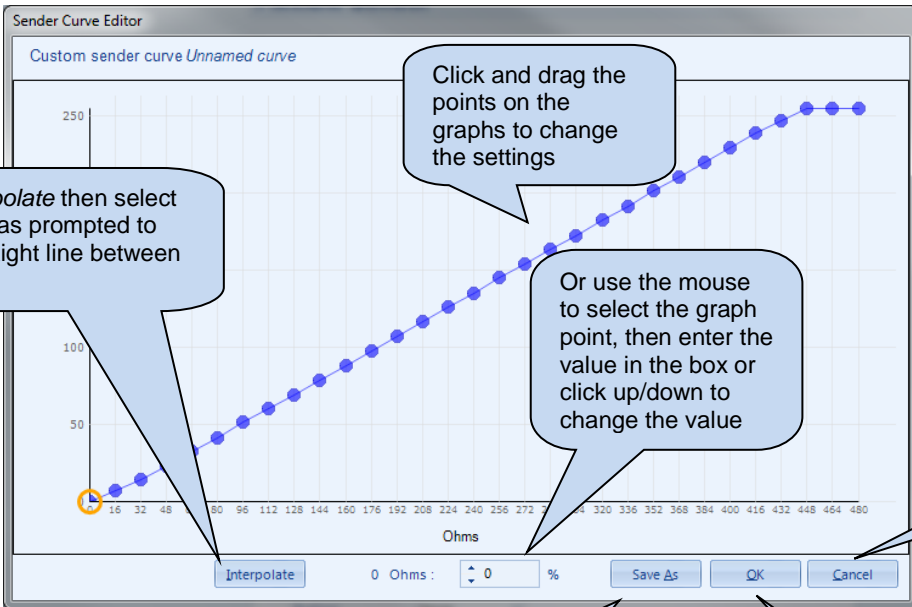 Sender Curve Editor
Custom sender curve Unnamed curve
Click and drag the
points on the
graphs to change
the settings
then select
as prompted to
line between
Or use the mouse
to select the graph
point, then enter the
value in the box or
click up/down to
change the value
250
100
50
0 16 32 48 80 96 112 128 144 160 176 192 208 224 240 256 272 304 320 336 352 368 384 400 416 432 448 464 480
Ohms
Interpolate 0 Ohms : 0 % Save As OK Cancel